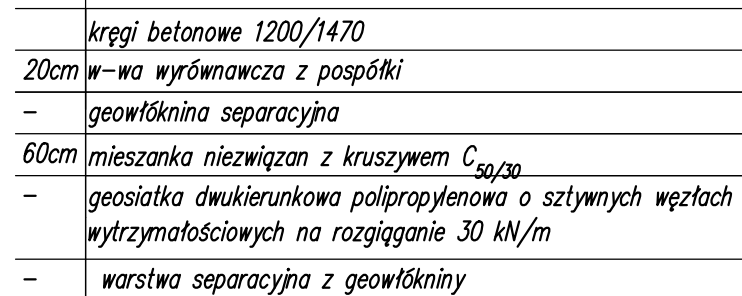 kręgi betonowe 1200/1470
20cm w-wa wyrównawcza z pospółki
- geowłóknina separacyjna
60cm mieszanka niezwiązan z kruszywem C50/30
- geosiatka dwukierunkowa polipropylenowa o sztywnych węzłach
wytrzymałościowych na rozgiąganie 30 kN/m
- warstwa separacyjna z geowłókniny